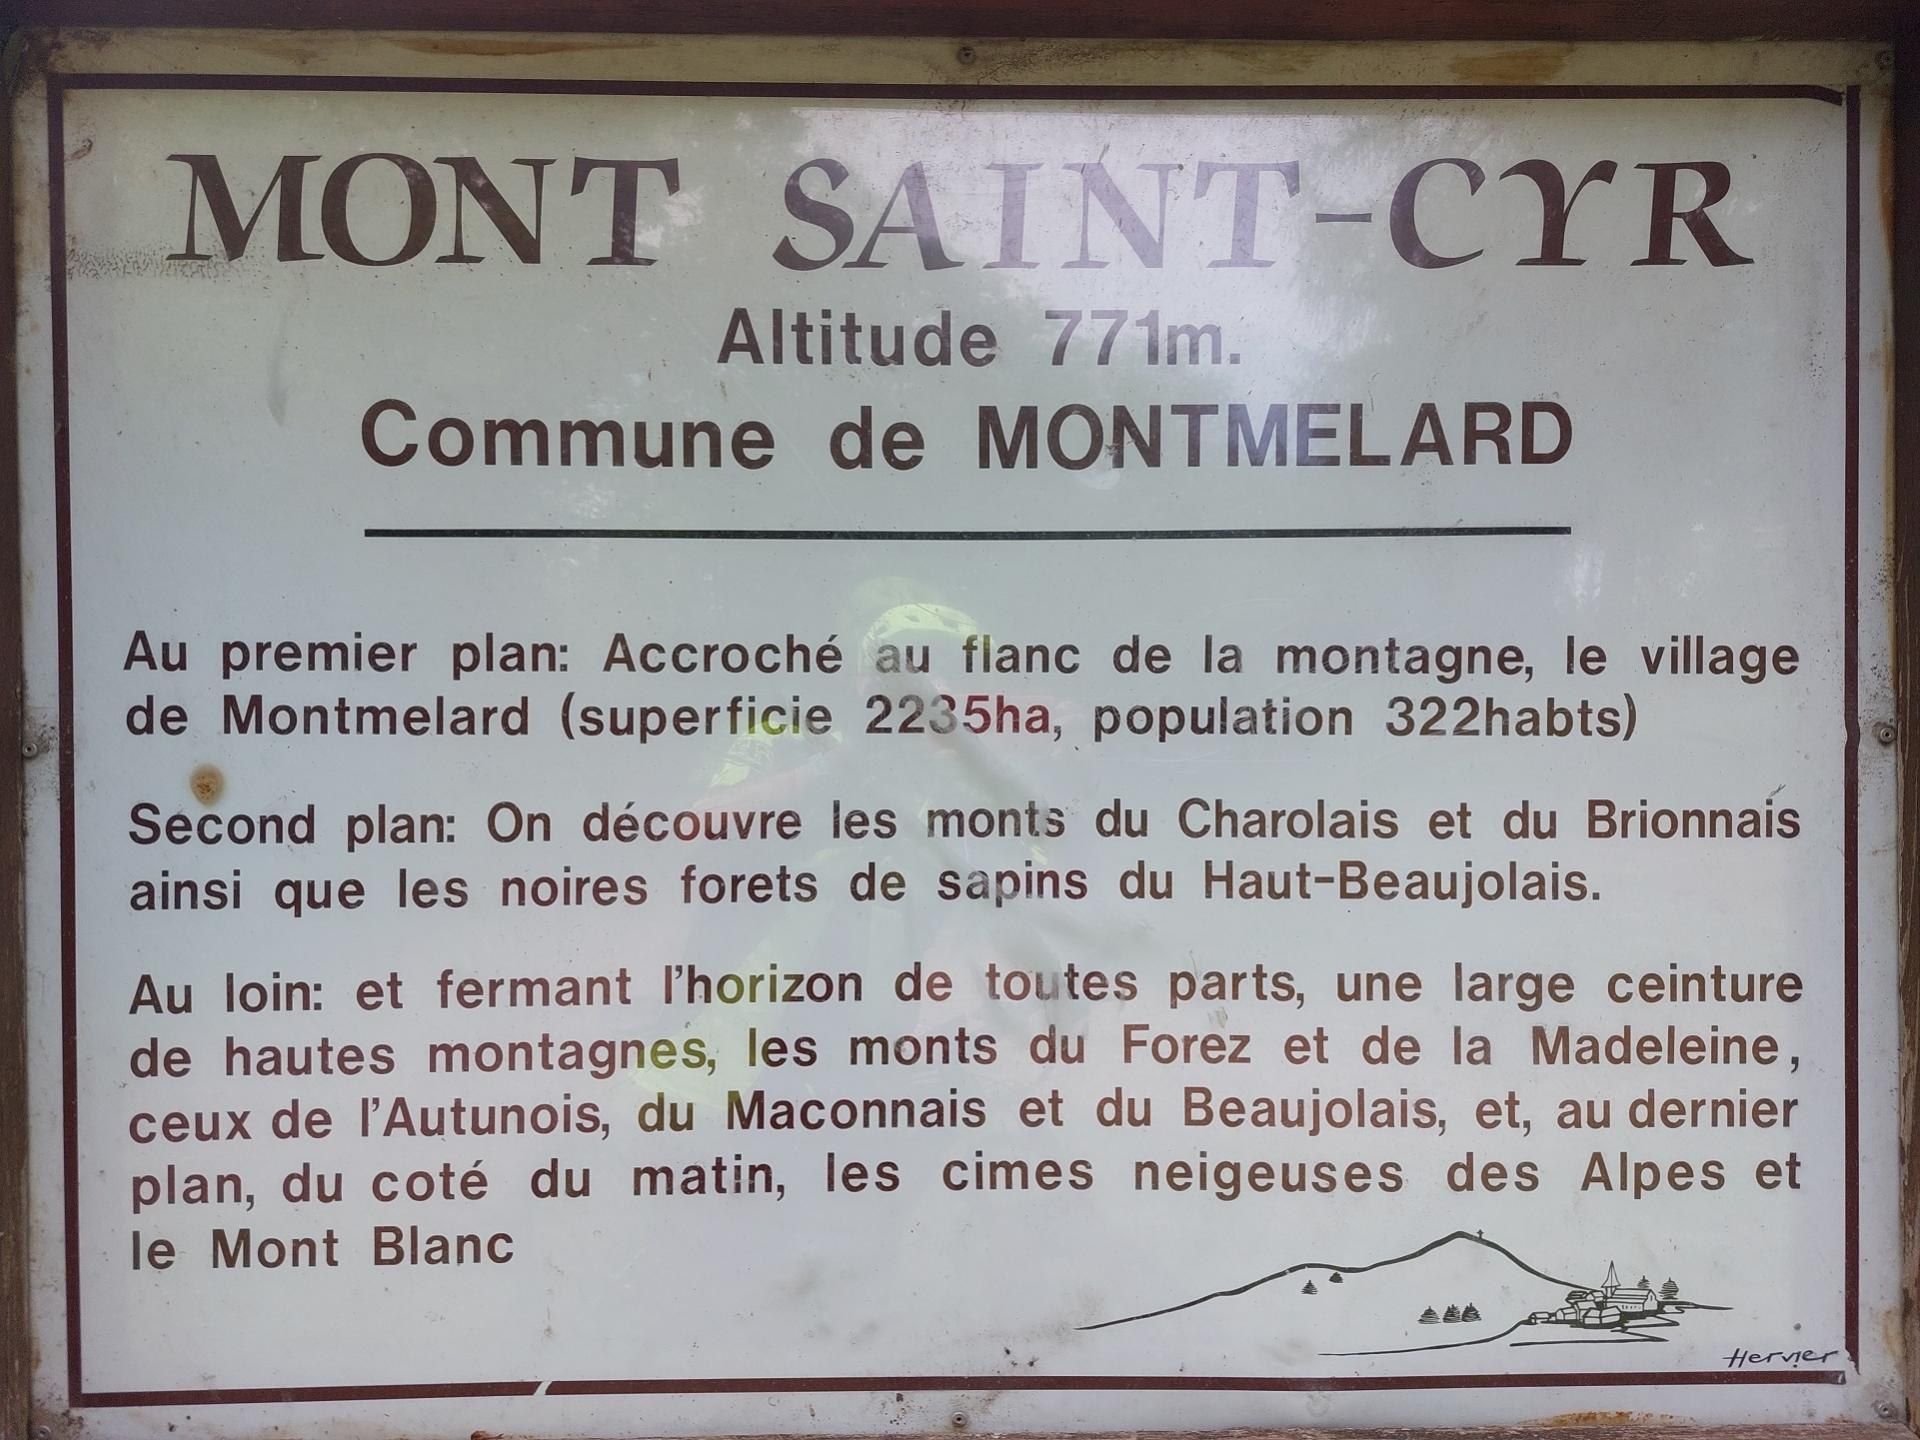 MONT SAINT-CYR
Altitude 771m.
Commune de MONTMELARD
Au premier plan: Accroché au flanc de la montagne, le village
de Montmelard (superficie 2235ha, population 322habts)
Second plan: On découvre les monts du Charolais et du Brionnais
ainsi que les noires forets de sapins du Haut-Beaujolais.
Au loin: et fermant l'horizon de toutes parts, une large ceinture
de hautes montagnes, les monts du Forez et de la Madeleine,
ceux de l'Autunois, du Maconnais et du Beaujolais, et, au dernier
plan, du coté du matin, les cimes neigeuses des Alpes et
le Mont Blanc
Hervier